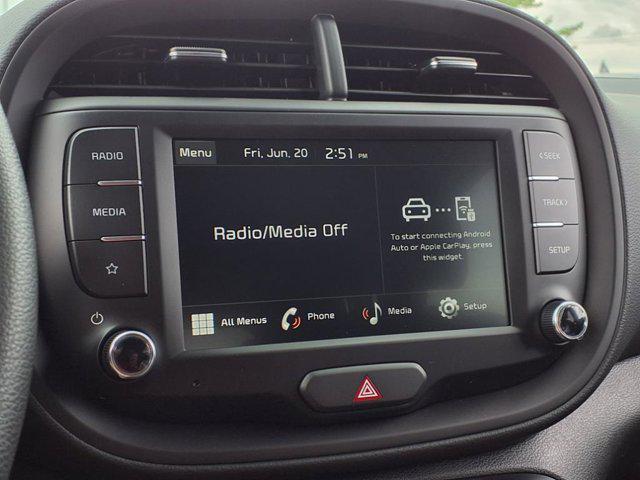 RADIO
MEDIA
Menu Fri, Jun. 20 2:51 PM
Radio/Media Off
To start connecting Android
Auto or Apple CarPlay, press
this widget.
All Menus Phone Media Setup
<SEEK
TRACK>
SETUP